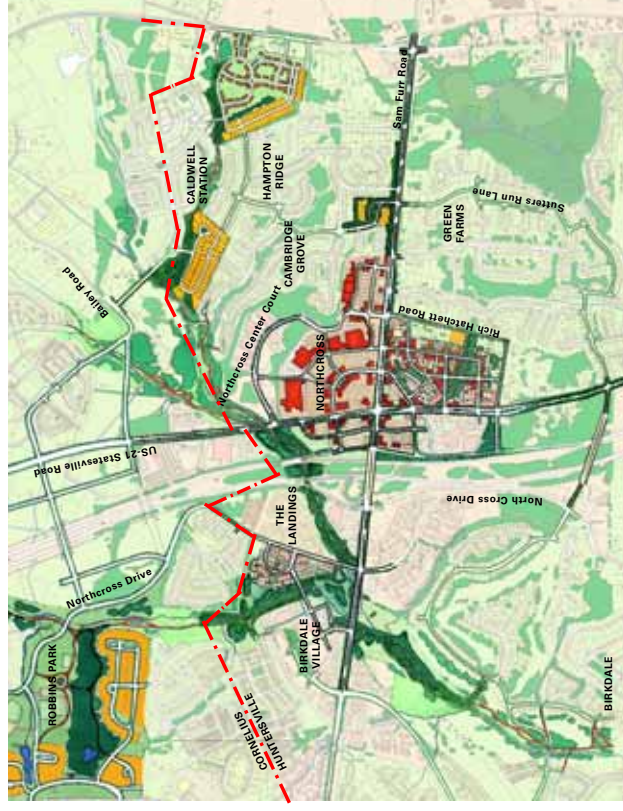 Sam Furr Road
CALDWELL
STATION
HAMPTON
RIDGE
Sutters Run Lane
GREEN
FARMS
CAMBRIDGE
GROVE
Bailey Road
Northcross Center Court
Rich Hatchett Road
NORTHCROSS
US-21 Statesville Road
North Cross Drive
THE
LANDINGS
Northcross Drive
BIRKDALE
VILLAGE
ROBBINS PARK
BIRKDALE
CORNELIUS
HUNTERSVILLE